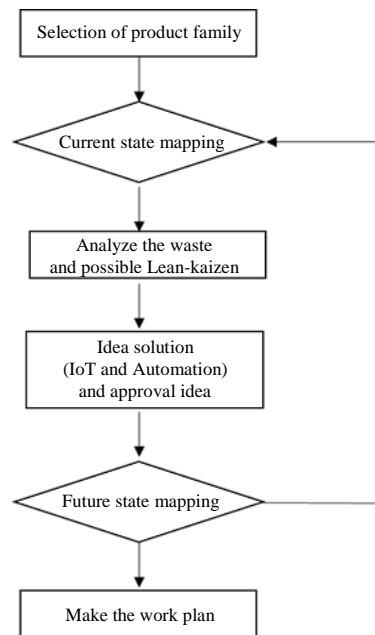 Selection of product family
Current state mapping
Analyze the waste
and possible Lean-kaizen
Idea solution
(IoT and Automation)
and approval idea
Future state mapping
Make the work plan